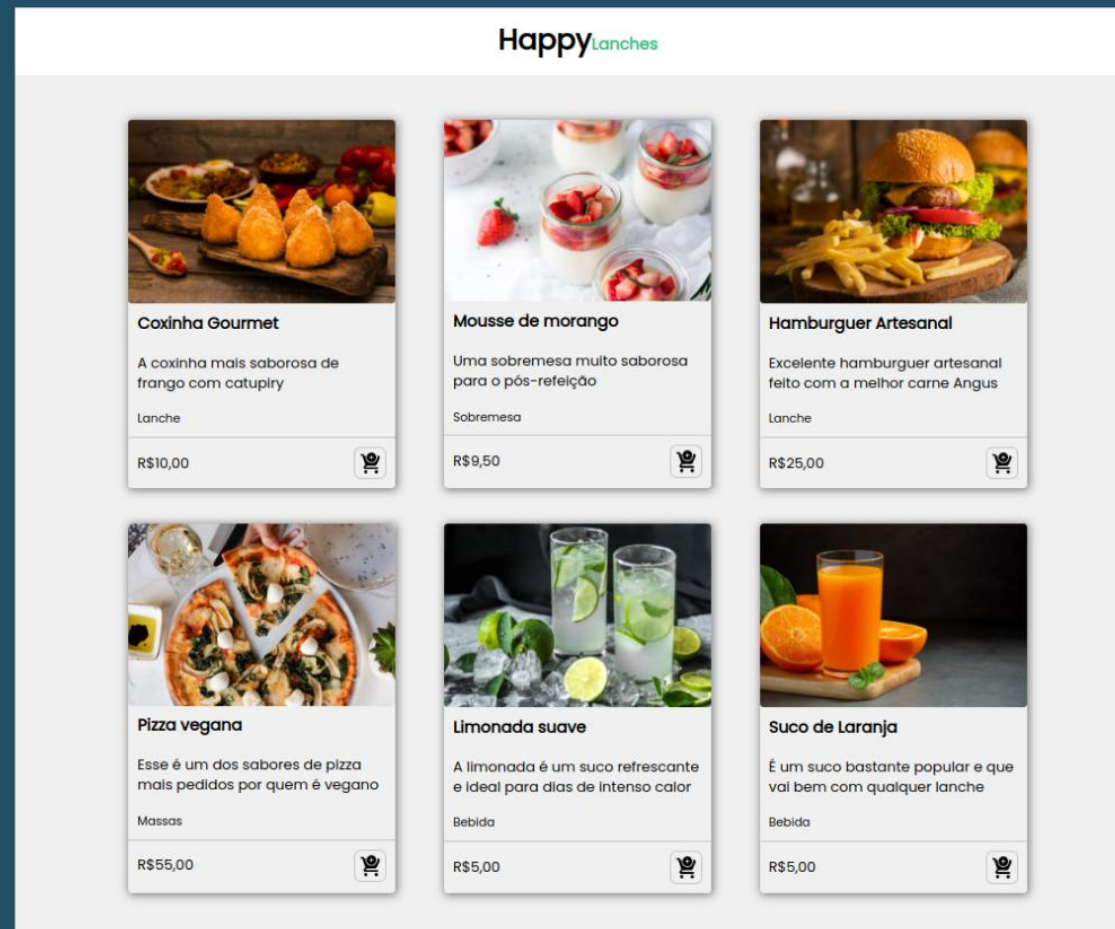 HappyLanches
Coxinha Gourmet
A coxinha mais saborosa de
frango com catupiry
Lanche
R$10,00
Mousse de morango
Uma sobremesa muito saborosa
para o pós-refeição
Sobremesa
R$9,50
Hamburguer Artesanal
Excelente hamburguer artesanal
feito com a melhor carne Angus
Lanche
R$25,00
Pizza vegana
Esse é um dos sabores de pizza
mais pedidos por quem é vegano
Massas
R$55,00
Limonada suave
A limonada é um suco refrescante
e ideal para dias de intenso calor
Bebida
R$5,00
Suco de Laranja
É um suco bastante popular e que
vai bem com qualquer lanche
Bebida
R$5,00